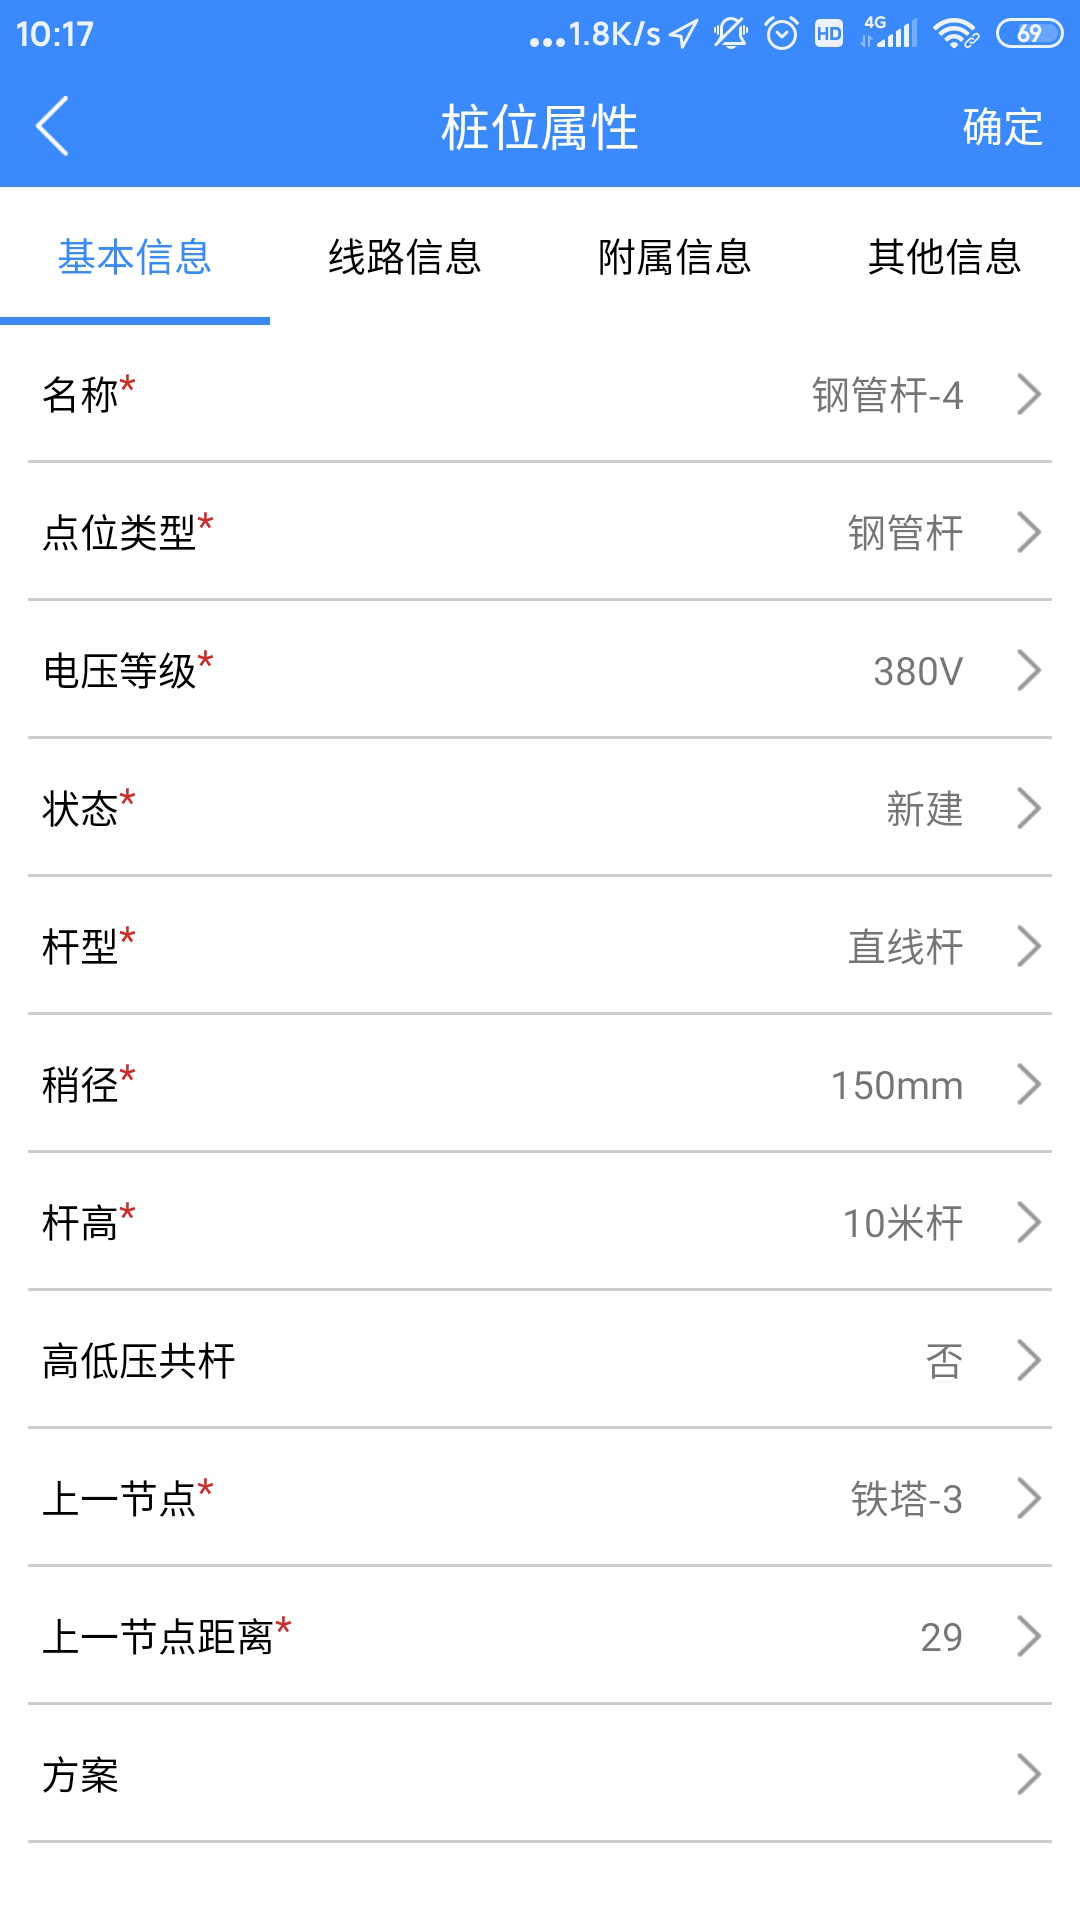 10:17 ...1.8K/s HD 4G 69
桩位属性 确定
基本信息 线路信息 附属信息 其他信息
名称* 钢管杆-4
点位类型* 钢管杆
电压等级* 380V
状态* 新建
杆型* 直线杆
稍径* 150mm
杆高* 10米杆
高低压共杆 否
上一节点* 铁塔-3
上一节点距离* 29
方案